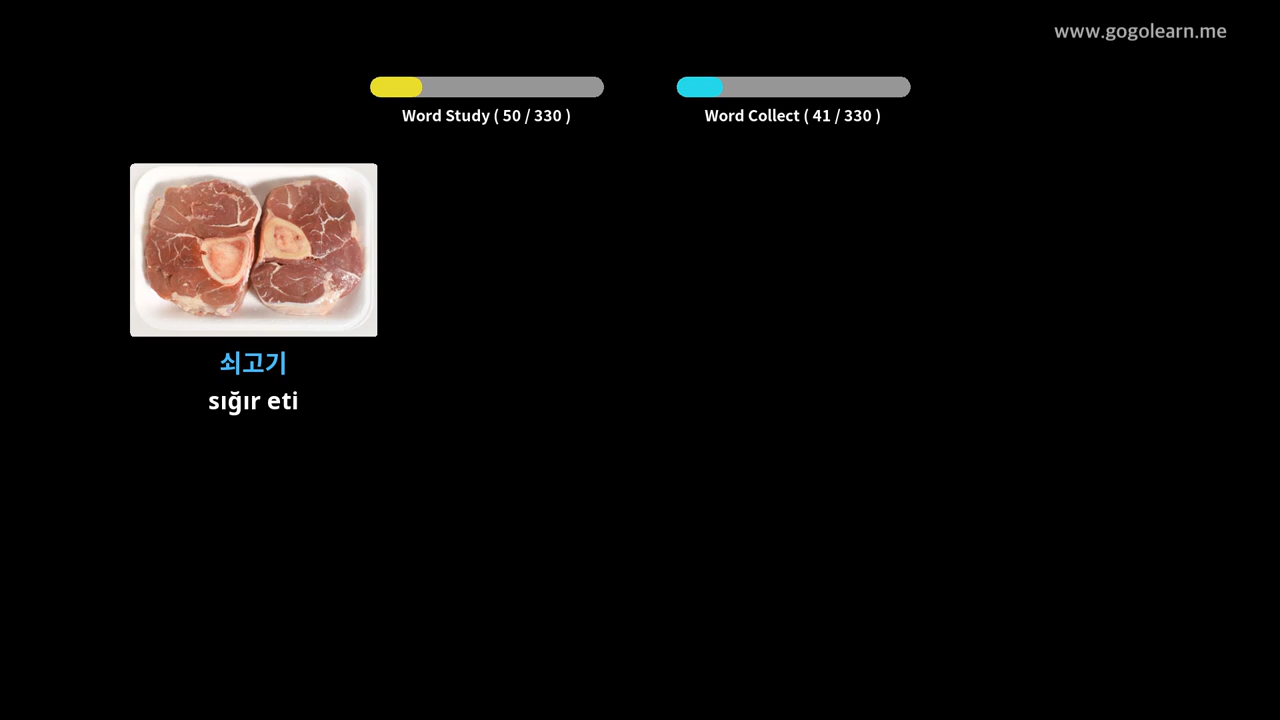 www.gogolearn.me
Word Study ( 50 / 330 )
Word Collect ( 41 / 330 )
쇠고기
sığır eti